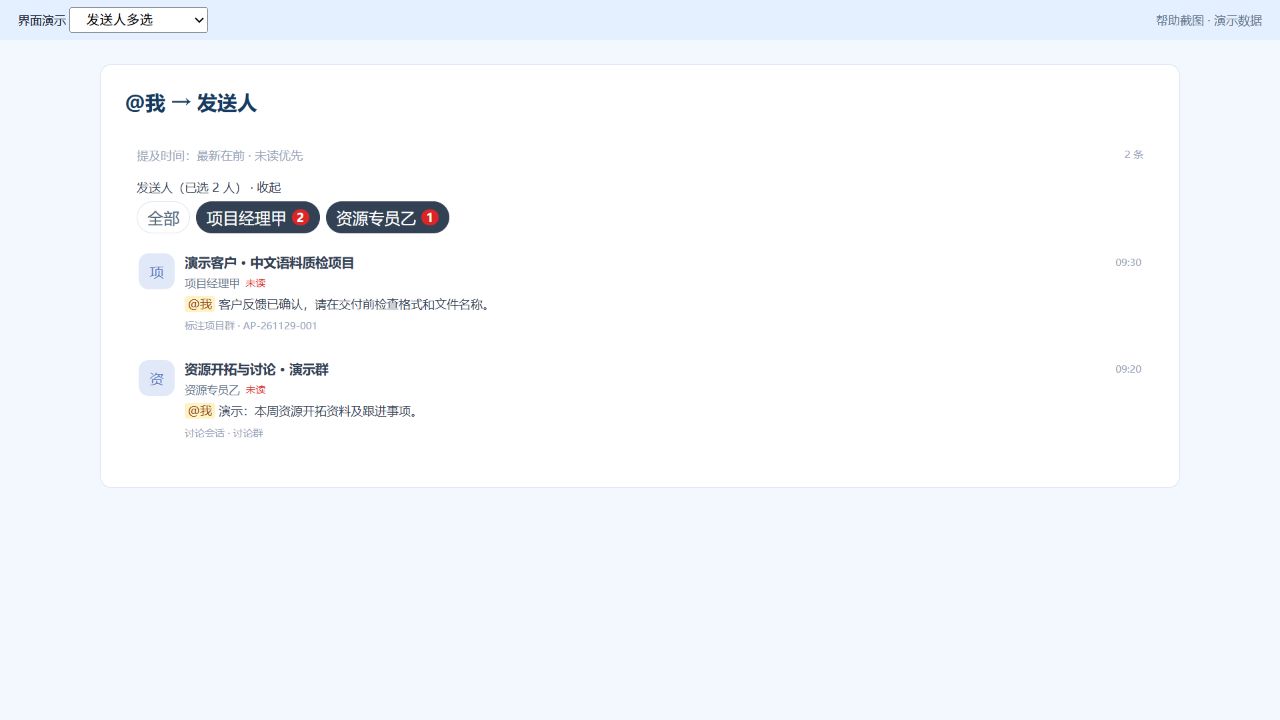 界面演示 发送人多选 帮助截图 · 演示数据
@我 → 发送人
提及时间：最新在前 · 未读优先 2 条
发送人（已选 2 人） · 收起
全部 项目经理甲 2 资源专员乙 1
项 演示客户 · 中文语料质检项目 09:30
项目经理甲 未读
@我 客户反馈已确认，请在交付前检查格式和文件名称。
标注项目群 · AP-261129-001
资 资源开拓与讨论 · 演示群 09:20
资源专员乙 未读
@我 演示：本周资源开拓资料及跟进事项。
讨论会话 · 讨论群